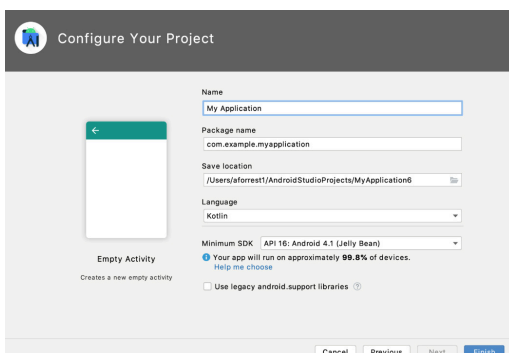 Configure Your Project
Name
My Application
Package name
com.example.myapplication
Save location
/Users/aforrest1/AndroidStudioProjects/MyApplication6
Language
Kotlin
Minimum SDK API 16: Android 4.1 (Jelly Bean)
Your app will run on approximately 99.8% of devices.
Help me choose
Use legacy android.support libraries ?
Empty Activity
Creates a new empty activity
Cancel Previous Next Finish